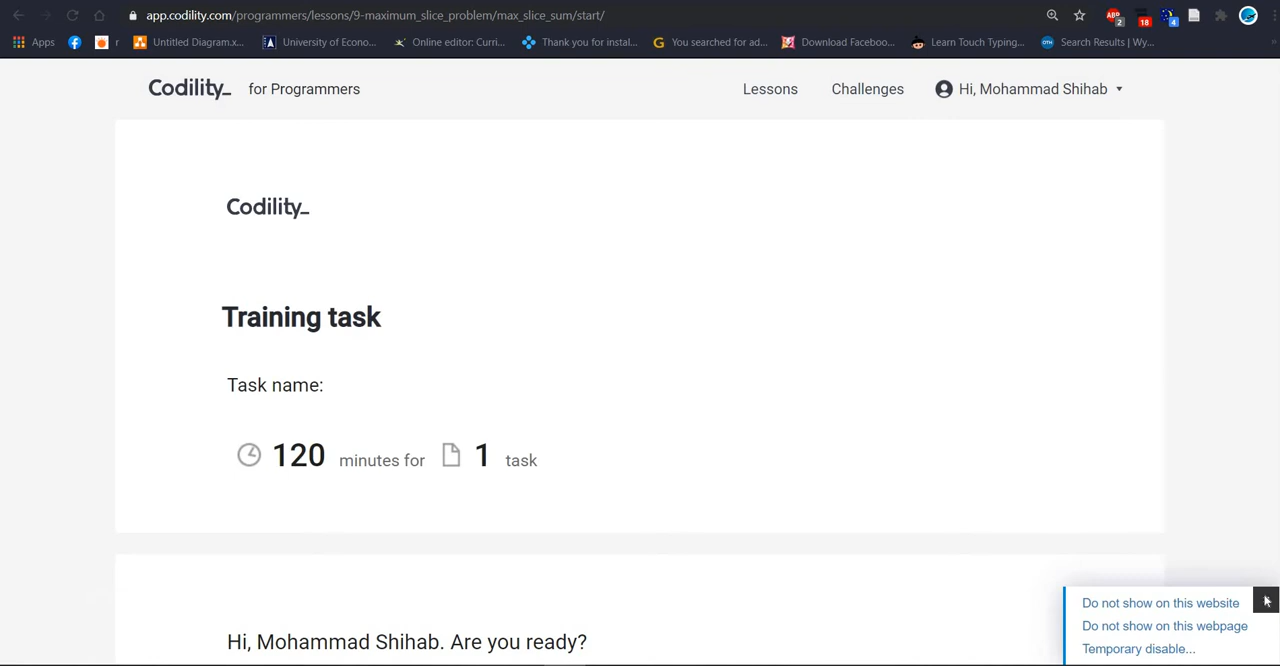 app.codility.com/programmers/lessons/9-maximum_slice_problem/max_slice_sum/start/
2
18
4
Apps
r
Untitled Diagram.x...
University of Econo...
Online editor: Curri...
Thank you for instal...
You searched for ad...
Download Faceboo...
Learn Touch Typing...
Search Results | Wy...
Codility_ for Programmers
Lessons
Challenges
Hi, Mohammad Shihab
Codility_
Training task
Task name:
120 minutes for 1 task
Hi, Mohammad Shihab. Are you ready?
Do not show on this website
Do not show on this webpage
Temporary disable...